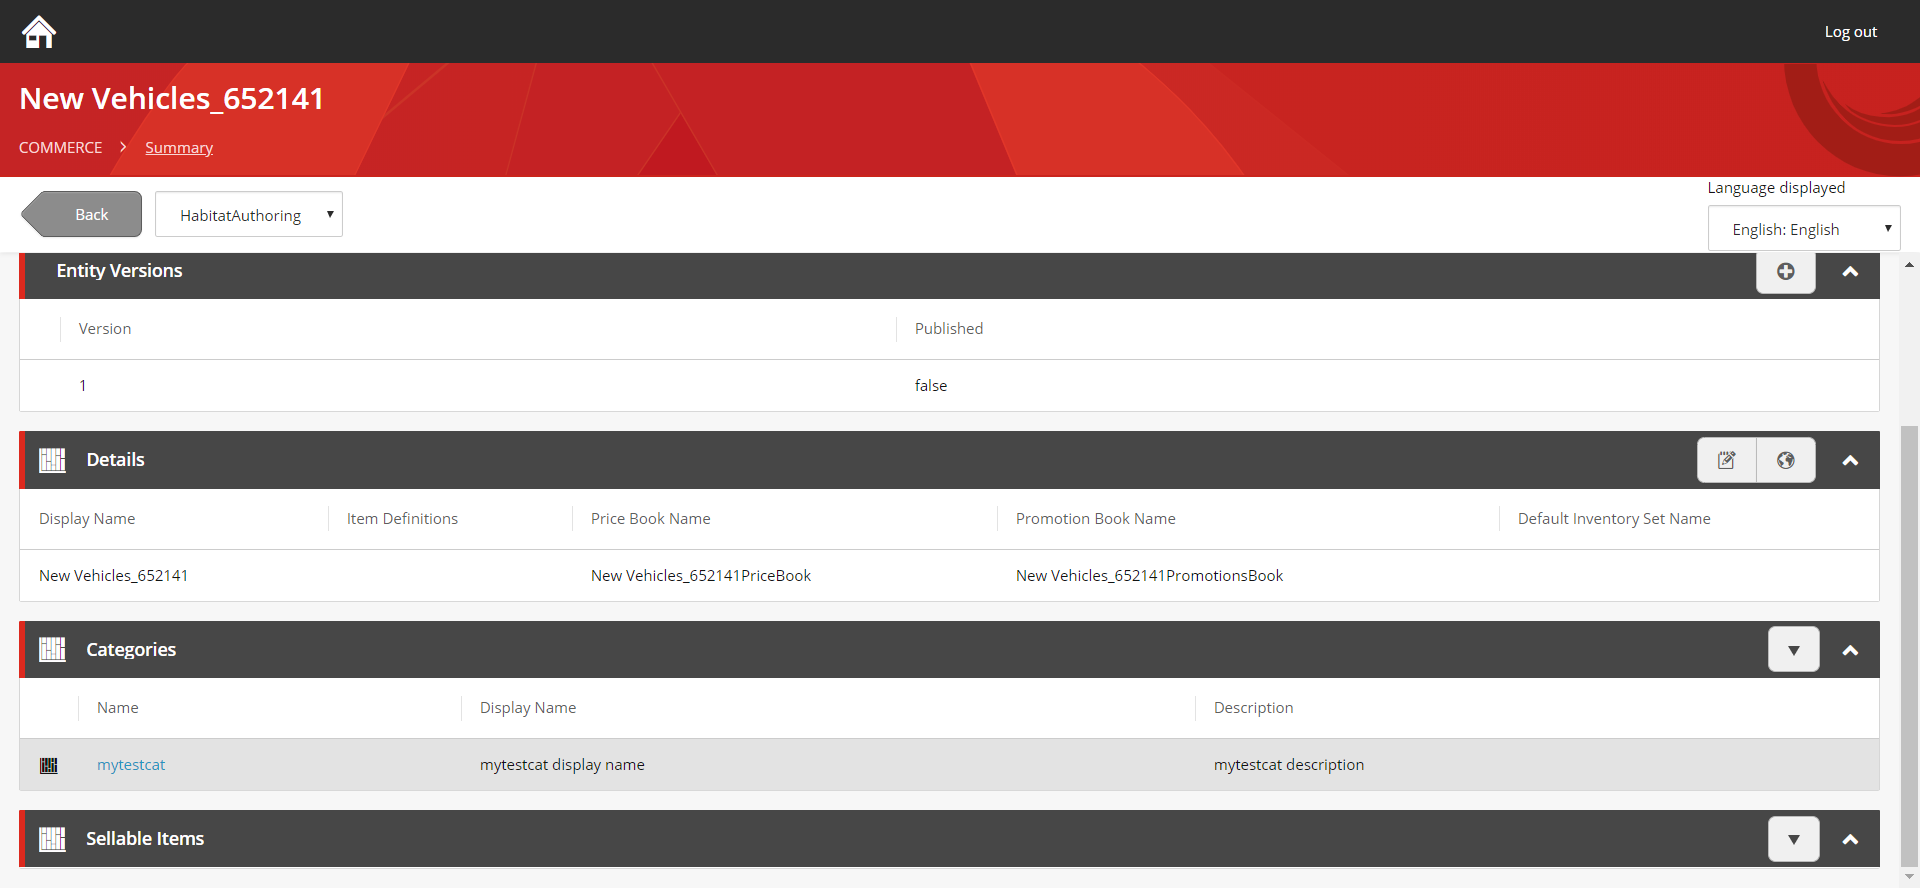 Log out
New Vehicles_652141
COMMERCE > Summary
Back HabitatAuthoring
Language displayed
English: English
Entity Versions
Version Published
1 false
Details
Display Name Item Definitions Price Book Name Promotion Book Name Default Inventory Set Name
New Vehicles_652141 New Vehicles_652141PriceBook New Vehicles_652141PromotionsBook
Categories
Name Display Name Description
mytestcat mytestcat display name mytestcat description
Sellable Items